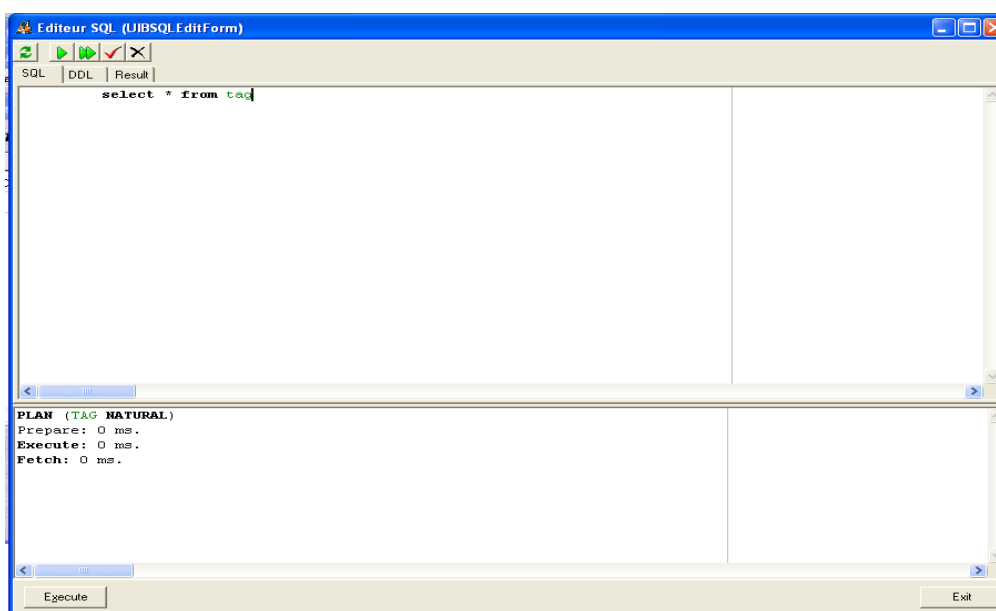 Editeur SQL (UIBSQLEditForm)
SQL DDL Result
select * from tag
PLAN (TAG NATURAL)
Prepare: 0 ms.
Execute: 0 ms.
Fetch: 0 ms.
Execute Exit